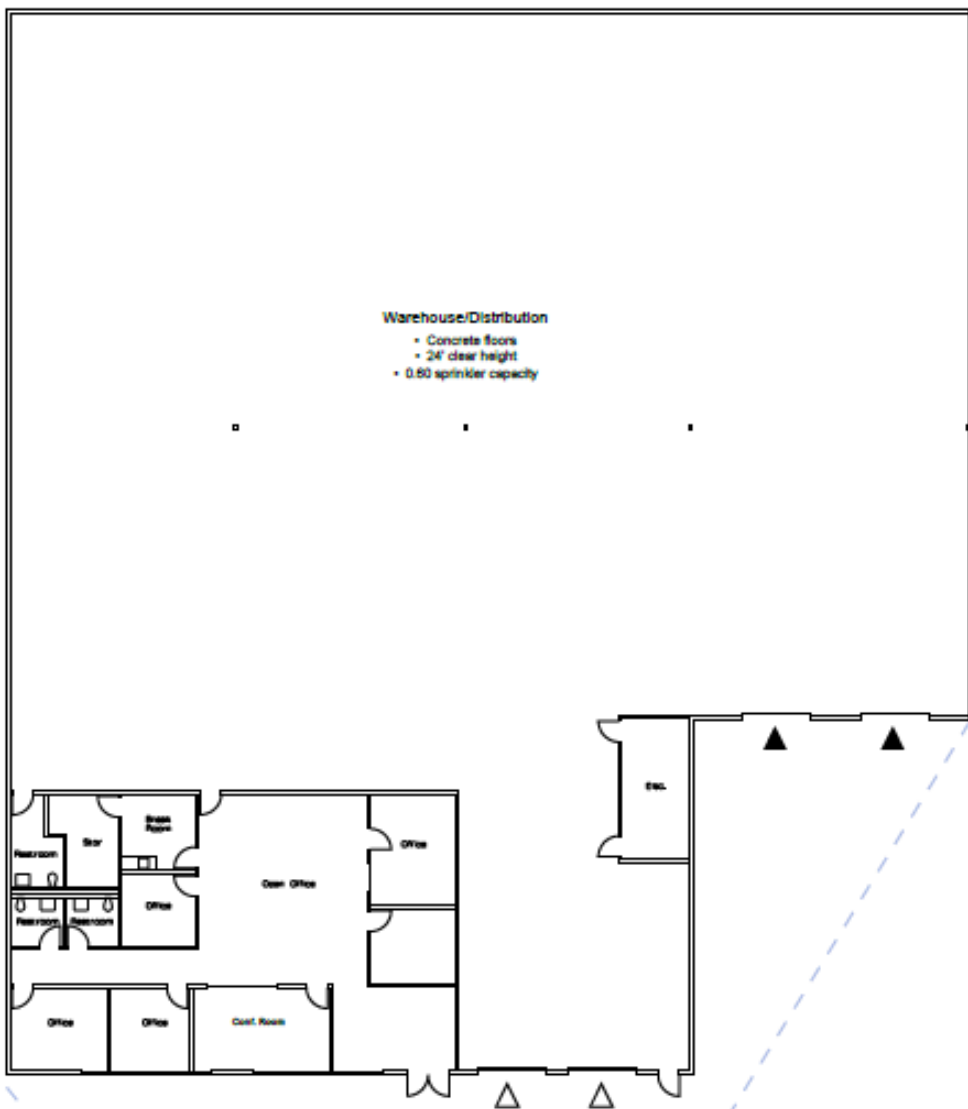 Warehouse/Distribution
• Concrete floors
• 24' clear height
• 0.60 sprinkler capacity
Elec.
Break
Room
Stor
Office
Restroom
Open Office
Office
Restroom
Restroom
Office
Office
Conf. Room